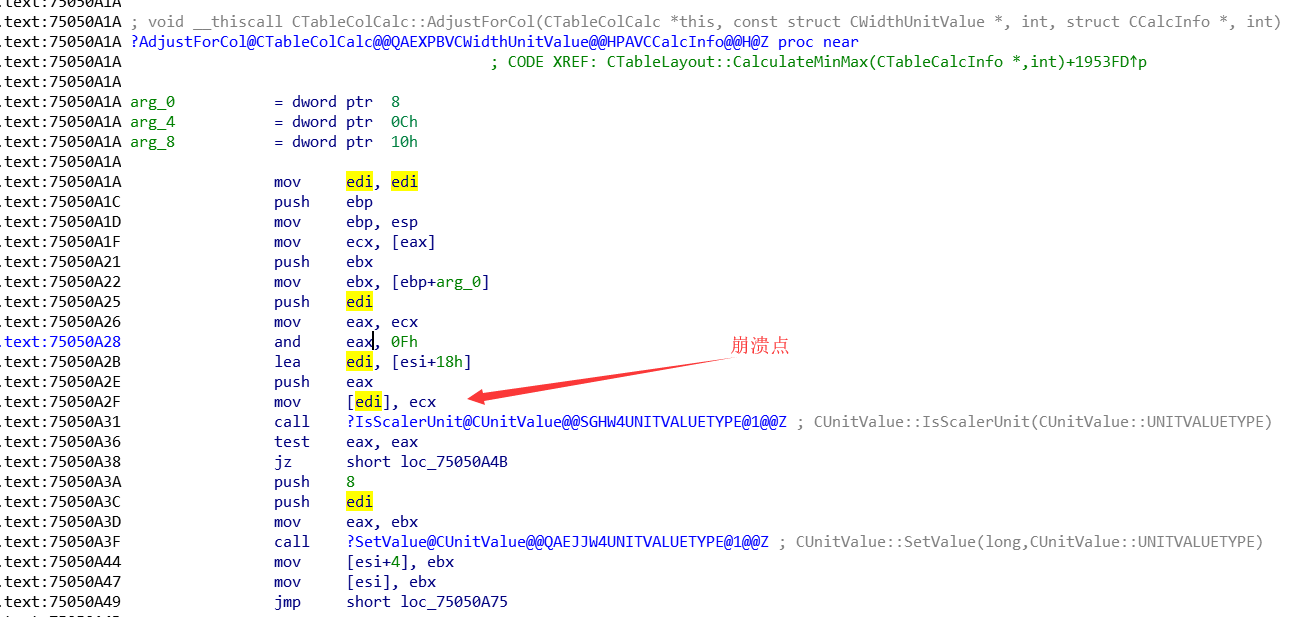 .text:75050A1A
.text:75050A1A ; void __thiscall CTableColCalc::AdjustForCol(CTableColCalc *this, const struct CWidthUnitValue *, int, struct CCalcInfo *, int)
.text:75050A1A ?AdjustForCol@CTableColCalc@@QAEXPBVCWidthUnitValue@@HPAVCCalcInfo@@H@Z proc near
.text:75050A1A ; CODE XREF: CTableLayout::CalculateMinMax(CTableCalcInfo *,int)+1953FD↑p
.text:75050A1A
.text:75050A1A arg_0 = dword ptr 8
.text:75050A1A arg_4 = dword ptr 0Ch
.text:75050A1A arg_8 = dword ptr 10h
.text:75050A1A
.text:75050A1A mov edi, edi
.text:75050A1C push ebp
.text:75050A1D mov ebp, esp
.text:75050A1F mov ecx, [eax]
.text:75050A21 push ebx
.text:75050A22 mov ebx, [ebp+arg_0]
.text:75050A25 push edi
.text:75050A26 mov eax, ecx
.text:75050A28 and eax, 0Fh
崩溃点
.text:75050A2B lea edi, [esi+18h]
.text:75050A2E push eax
.text:75050A2F mov [edi], ecx
.text:75050A31 call ?IsScalerUnit@CUnitValue@@SGHW4UNITVALUETYPE@1@@Z ; CUnitValue::IsScalerUnit(CUnitValue::UNITVALUETYPE)
.text:75050A36 test eax, eax
.text:75050A38 jz short loc_75050A4B
.text:75050A3A push 8
.text:75050A3C push edi
.text:75050A3D mov eax, ebx
.text:75050A3F call ?SetValue@CUnitValue@@QAEJJW4UNITVALUETYPE@1@@Z ; CUnitValue::SetValue(long,CUnitValue::UNITVALUETYPE)
.text:75050A44 mov [esi+4], ebx
.text:75050A47 mov [esi], ebx
.text:75050A49 jmp short loc_75050A75